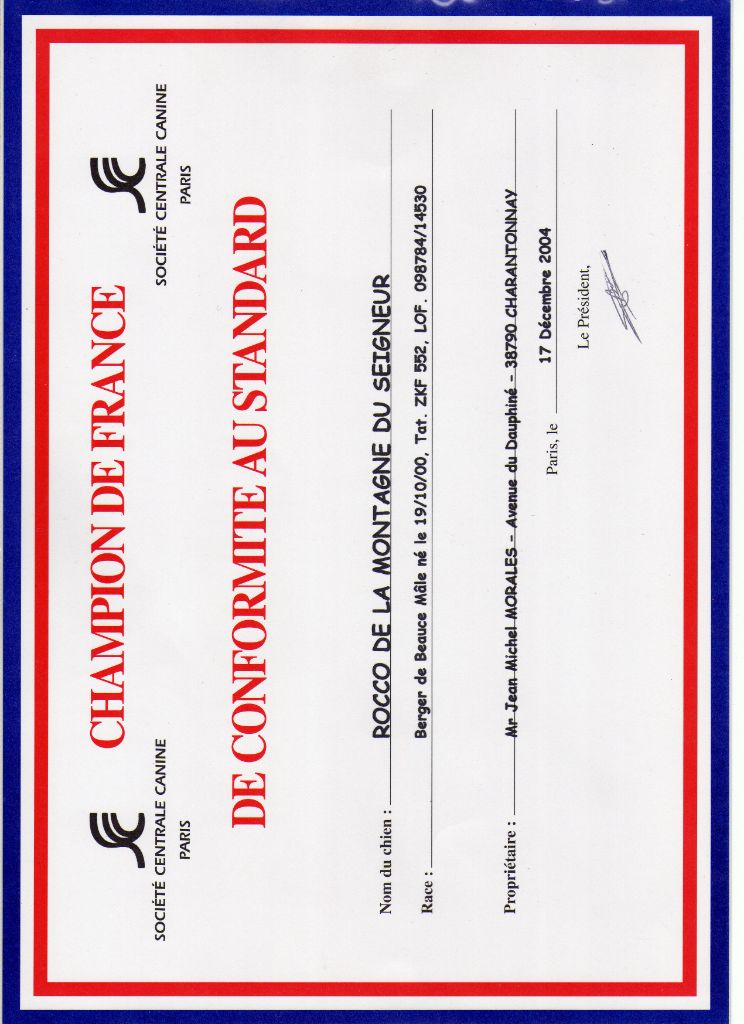 CHAMPION DE FRANCE
SOCIÉTÉ CENTRALE CANINE
PARIS
SOCIÉTÉ CENTRALE CANINE
PARIS
DE CONFORMITE AU STANDARD
Nom du chien : ROCCO DE LA MONTAGNE DU SEIGNEUR
Race : Berger de Beauce Mâle né le 19/10/00, Tat. ZKF 552, LOF. 098784/14530
Propriétaire : Mr Jean Michel MORALES - Avenue du Dauphiné - 38790 CHARANTONNAY
Paris, le 17 Décembre 2004
Le Président,